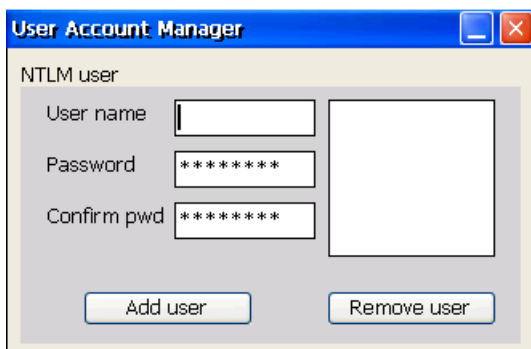 User Account Manager
NTLM user
User name
Password ********
Confirm pwd ********
Add user Remove user